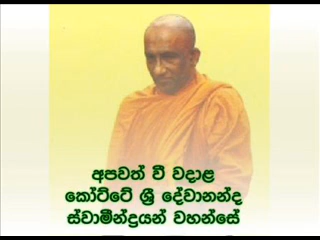 අපවත් වී වදාළ
කෝට්ටේ ශ්‍රී දේවානන්ද
ස්වාමීන්ද්‍රයන් වහන්සේ